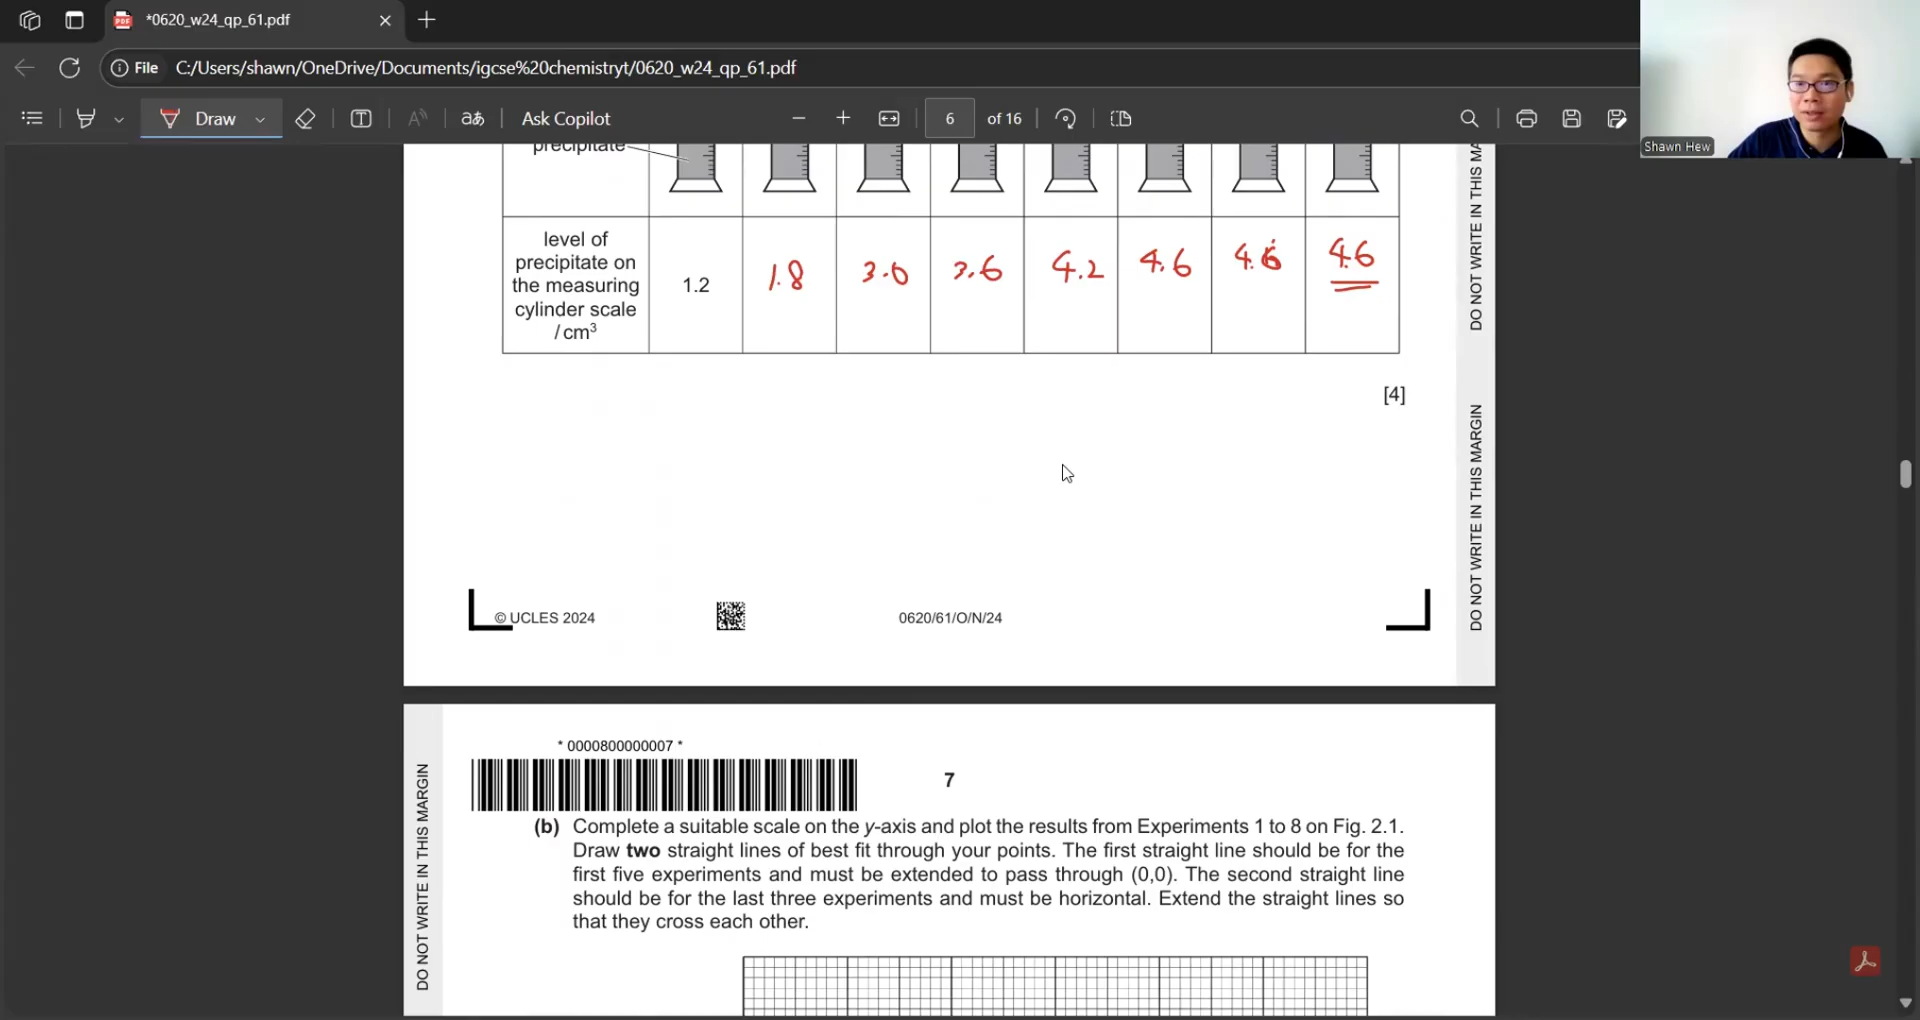 *0620_w24_qp_61.pdf
File C:/Users/shawn/OneDrive/Documents/igcse%20chemistryt/0620_w24_qp_61.pdf
Draw
aあ
Ask Copilot
6 of 16
Shawn Hew
precipitate
level of
precipitate on
the measuring
cylinder scale
/ cm³
1.2 1.8 3.0 3.6 4.2 4.6 4.6 4.6
[4]
DO NOT WRITE IN THIS MA
DO NOT WRITE IN THIS MARGIN
© UCLES 2024
0620/61/O/N/24
* 0000800000007 *
7
DO NOT WRITE IN THIS MARGIN
(b) Complete a suitable scale on the y-axis and plot the results from Experiments 1 to 8 on Fig. 2.1.
Draw two straight lines of best fit through your points. The first straight line should be for the
first five experiments and must be extended to pass through (0,0). The second straight line
should be for the last three experiments and must be horizontal. Extend the straight lines so
that they cross each other.